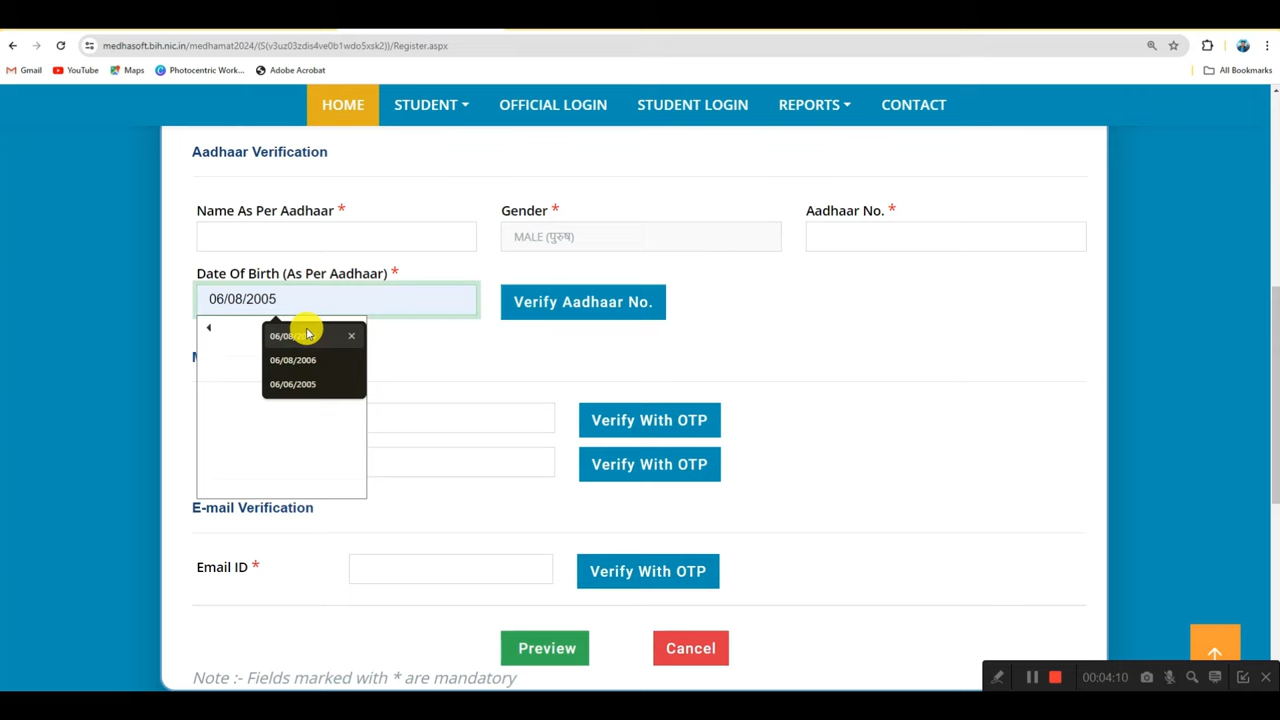 medhasoft.bih.nic.in/medhamat2024/(S(v3uz03zdis4ve0b1wdo5xsk2))/Register.aspx
Gmail YouTube Maps Photocentric Work... Adobe Acrobat All Bookmarks
HOME STUDENT OFFICIAL LOGIN STUDENT LOGIN REPORTS CONTACT
Aadhaar Verification
Name As Per Aadhaar * Gender * Aadhaar No. *
MALE (पुरुष)
Date Of Birth (As Per Aadhaar) *
06/08/2005 Verify Aadhaar No.
06/08/2006
06/06/2005
Verify With OTP
Verify With OTP
E-mail Verification
Email ID * Verify With OTP
Preview Cancel
Note :- Fields marked with * are mandatory
00:04:10